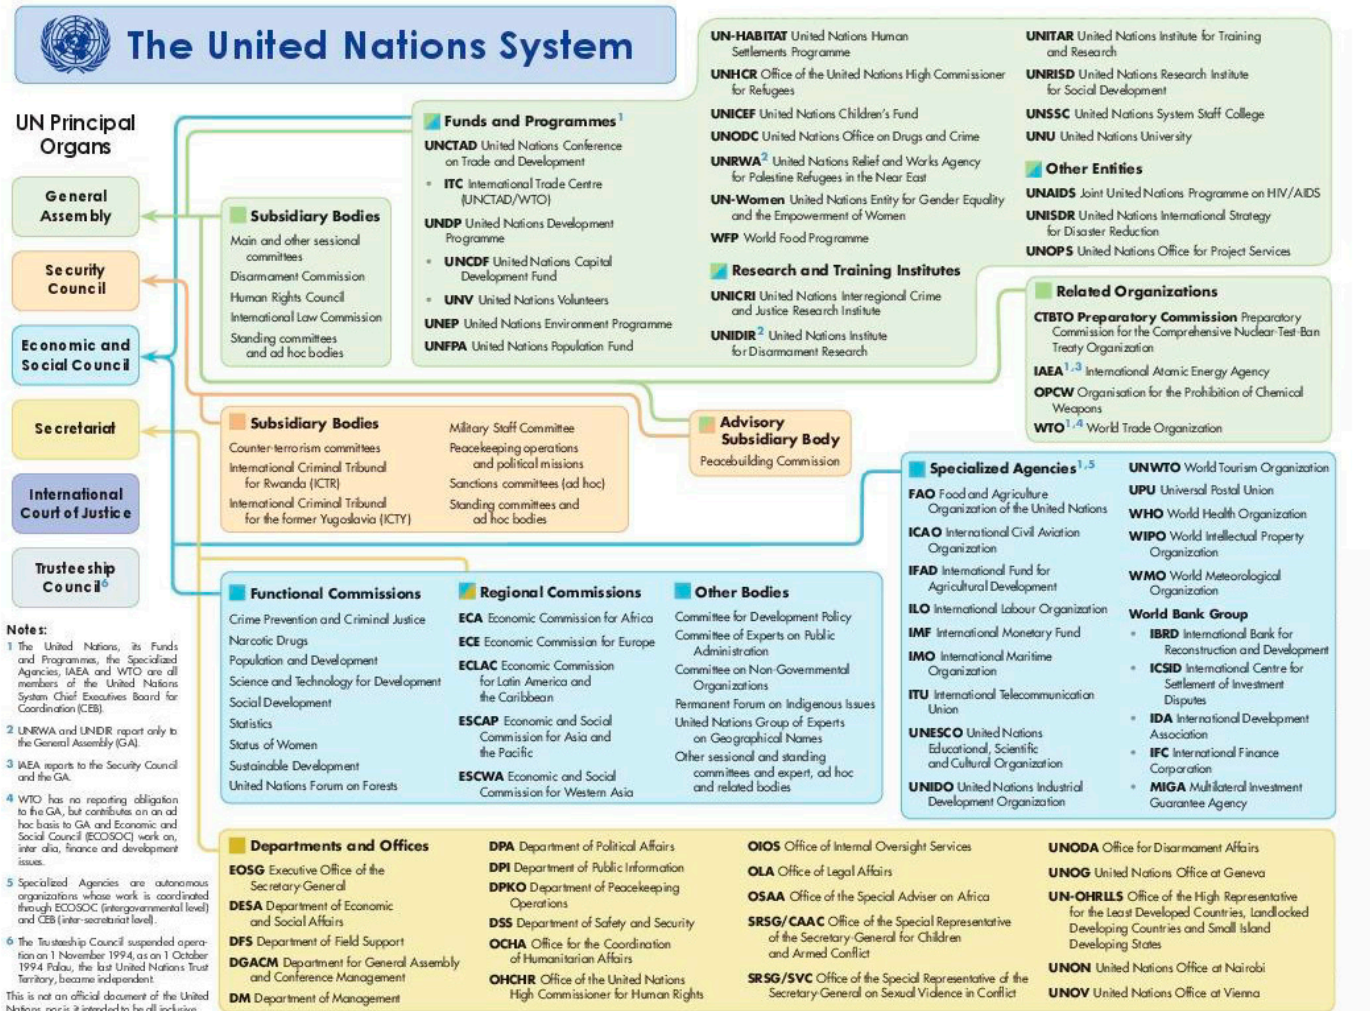 The United Nations System
UN Principal
Organs
General
Assembly
Security
Council
Economic and
Social Council
Secretariat
International
Court of Justice
Trusteeship
Council6
Notes:
1 The United Nations, its Funds
and Programmes, the Specialized
Agencies, IAEA and WTO are all
members of the United Nations
System Chief Executives Board for
Coordination (CEB).
2 UNRWA and UNIDIR report only to
the General Assembly (GA).
3 IAEA reports to the Security Council
and the GA.
4 WTO has no reporting obligation
to the GA, but contributes on an ad
hoc basis to GA and Economic and
Social Council (ECOSOC) work on,
inter alia, finance and development
issues.
5 Specialized Agencies are autonomous
organizations whose work is coordinated
through ECOSOC (intergovernmental level)
and CEB (inter-secretariat level).
6 The Trusteeship Council suspended opera-
tion on 1 November 1994, as on 1 October
1994 Palau, the last United Nations Trust
Territory, became independent.
This is not an official document of the United
Nations, nor is it intended to be all inclusive.
Subsidiary Bodies
Main and other sessional
committees
Disarmament Commission
Human Rights Council
International Law Commission
Standing committees
and ad hoc bodies
Funds and Programmes1
UNCTAD United Nations Conference
on Trade and Development
• ITC International Trade Centre
(UNCTAD/WTO)
UNDP United Nations Development
Programme
• UNCDF United Nations Capital
Development Fund
• UNV United Nations Volunteers
UNEP United Nations Environment Programme
UNFPA United Nations Population Fund
UN-HABITAT United Nations Human
Settlements Programme
UNHCR Office of the United Nations High Commissioner
for Refugees
UNICEF United Nations Children's Fund
UNODC United Nations Office on Drugs and Crime
UNRWA2 United Nations Relief and Works Agency
for Palestine Refugees in the Near East
UN-Women United Nations Entity for Gender Equality
and the Empowerment of Women
WFP World Food Programme
Research and Training Institutes
UNICRI United Nations Interregional Crime
and Justice Research Institute
UNIDIR2 United Nations Institute
for Disarmament Research
UNITAR United Nations Institute for Training
and Research
UNRISD United Nations Research Institute
for Social Development
UNSSC United Nations System Staff College
UNU United Nations University
Other Entities
UNAIDS Joint United Nations Programme on HIV/AIDS
UNISDR United Nations International Strategy
for Disaster Reduction
UNOPS United Nations Office for Project Services
Related Organizations
CTBTO Preparatory Commission Preparatory
Commission for the Comprehensive Nuclear-Test-Ban
Treaty Organization
IAEA1,3 International Atomic Energy Agency
OPCW Organisation for the Prohibition of Chemical
Weapons
WTO1,4 World Trade Organization
Subsidiary Bodies
Counter-terrorism committees
International Criminal Tribunal
for Rwanda (ICTR)
International Criminal Tribunal
for the former Yugoslavia (ICTY)
Military Staff Committee
Peacekeeping operations
and political missions
Sanctions committees (ad hoc)
Standing committees and
ad hoc bodies
Advisory
Subsidiary Body
Peacebuilding Commission
Functional Commissions
Crime Prevention and Criminal Justice
Narcotic Drugs
Population and Development
Science and Technology for Development
Social Development
Statistics
Status of Women
Sustainable Development
United Nations Forum on Forests
Regional Commissions
ECA Economic Commission for Africa
ECE Economic Commission for Europe
ECLAC Economic Commission
for Latin America and
the Caribbean
ESCAP Economic and Social
Commission for Asia and
the Pacific
ESCWA Economic and Social
Commission for Western Asia
Other Bodies
Committee for Development Policy
Committee of Experts on Public
Administration
Committee on Non-Governmental
Organizations
Permanent Forum on Indigenous Issues
United Nations Group of Experts
on Geographical Names
Other sessional and standing
committees and expert, ad hoc
and related bodies
Specialized Agencies1,5
FAO Food and Agriculture
Organization of the United Nations
ICAO International Civil Aviation
Organization
IFAD International Fund for
Agricultural Development
ILO International Labour Organization
IMF International Monetary Fund
IMO International Maritime
Organization
ITU International Telecommunication
Union
UNESCO United Nations
Educational, Scientific
and Cultural Organization
UNIDO United Nations Industrial
Development Organization
UNWTO World Tourism Organization
UPU Universal Postal Union
WHO World Health Organization
WIPO World Intellectual Property
Organization
WMO World Meteorological
Organization
World Bank Group
• IBRD International Bank for
Reconstruction and Development
• ICSID International Centre for
Settlement of Investment
Disputes
• IDA International Development
Association
• IFC International Finance
Corporation
• MIGA Multilateral Investment
Guarantee Agency
Departments and Offices
EOSG Executive Office of the
Secretary-General
DESA Department of Economic
and Social Affairs
DFS Department of Field Support
DGACM Department for General Assembly
and Conference Management
DM Department of Management
DPA Department of Political Affairs
DPI Department of Public Information
DPKO Department of Peacekeeping
Operations
DSS Department of Safety and Security
OCHA Office for the Coordination
of Humanitarian Affairs
OHCHR Office of the United Nations
High Commissioner for Human Rights
OIOS Office of Internal Oversight Services
OLA Office of Legal Affairs
OSAA Office of the Special Adviser on Africa
SRSG/CAAC Office of the Special Representative
of the Secretary-General for Children
and Armed Conflict
SRSG/SVC Office of the Special Representative of the
Secretary-General on Sexual Violence in Conflict
UNODA Office for Disarmament Affairs
UNOG United Nations Office at Geneva
UN-OHRLLS Office of the High Representative
for the Least Developed Countries, Landlocked
Developing Countries and Small Island
Developing States
UNON United Nations Office at Nairobi
UNOV United Nations Office at Vienna